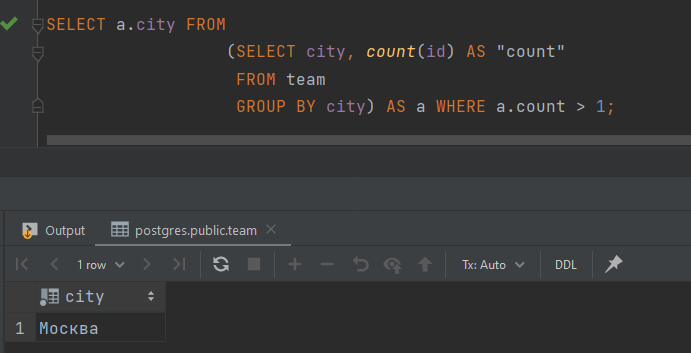 SELECT a.city FROM
(SELECT city, count(id) AS "count"
FROM team
GROUP BY city) AS a WHERE a.count > 1;
Output postgres.public.team
1 row Tx: Auto DDL
city
1 Москва